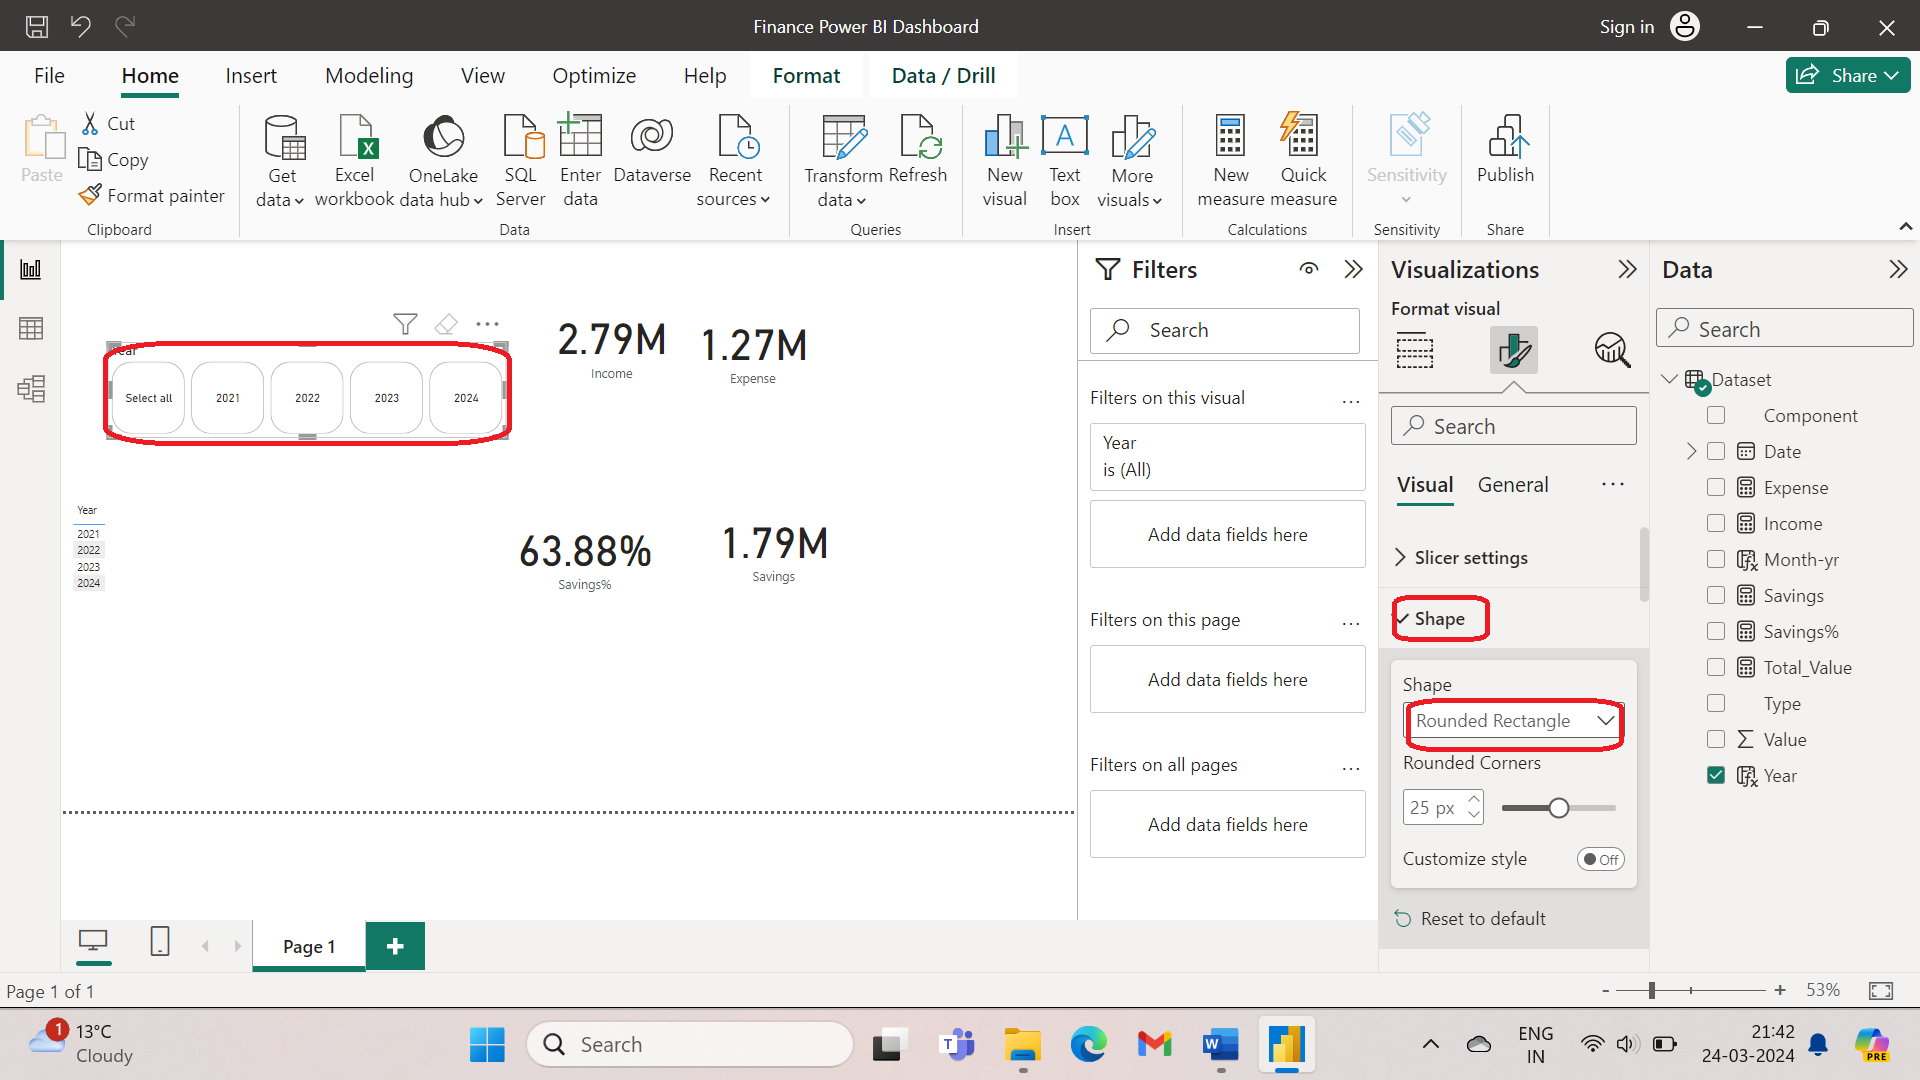 Finance Power BI Dashboard
Sign in
File
Home
Insert
Modeling
View
Optimize
Help
Format
Data / Drill
Share
Paste
Cut
Copy
Format painter
Clipboard
Get
data
Excel
workbook
OneLake
data hub
SQL
Server
Enter
data
Dataverse
Recent
sources
Data
Transform
data
Refresh
Queries
New
visual
Text
box
More
visuals
Insert
New
measure
Quick
measure
Calculations
Sensitivity
Sensitivity
Publish
Share
Year
Select all
2021
2022
2023
2024
2.79M
Income
1.27M
Expense
Year
2021
2022
2023
2024
63.88%
Savings%
1.79M
Savings
Filters
Search
Filters on this visual
...
Year
is (All)
Add data fields here
Filters on this page
...
Add data fields here
Filters on all pages
...
Add data fields here
Visualizations
Format visual
Search
Visual
General
...
Slicer settings
Shape
Shape
Rounded Rectangle
Rounded Corners
25 px
Customize style
Off
Reset to default
Data
Search
Dataset
Component
Date
Expense
Income
Month-yr
Savings
Savings%
Total_Value
Type
Value
Year
Page 1
+
Page 1 of 1
- + 53%
1
13°C
Cloudy
Search
ENG
IN
21:42
24-03-2024
PRE